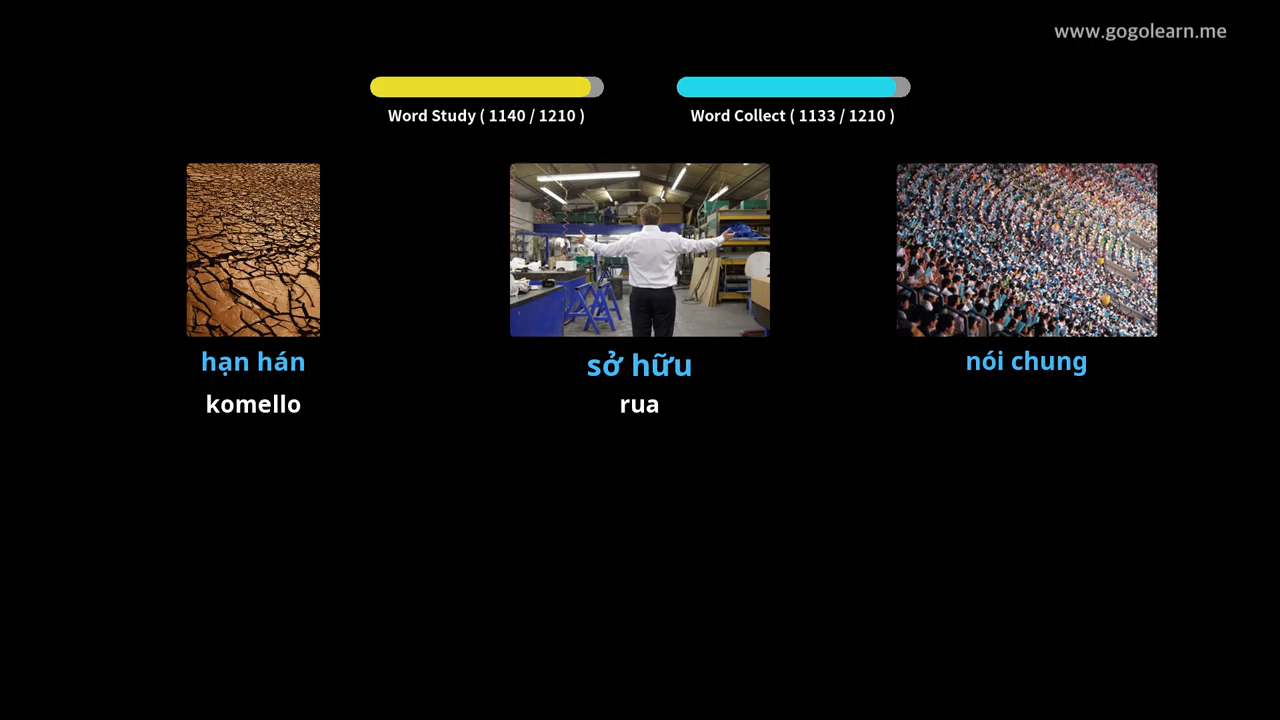 www.gogolearn.me
Word Study ( 1140 / 1210 )
Word Collect ( 1133 / 1210 )
hạn hán
sở hữu
nói chung
komello
rua